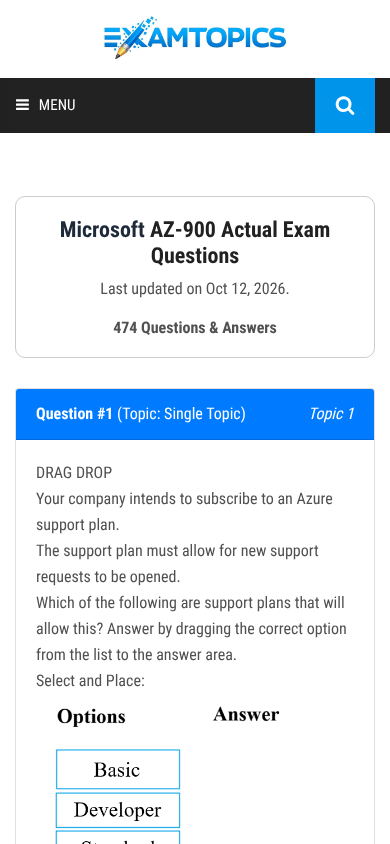 EXAMTOPICS
MENU
Microsoft AZ-900 Actual Exam
Questions
Last updated on Oct 12, 2026.
474 Questions & Answers
Question #1 (Topic: Single Topic) Topic 1
DRAG DROP
Your company intends to subscribe to an Azure
support plan.
The support plan must allow for new support
requests to be opened.
Which of the following are support plans that will
allow this? Answer by dragging the correct option
from the list to the answer area.
Select and Place:
Options Answer
Basic
Developer